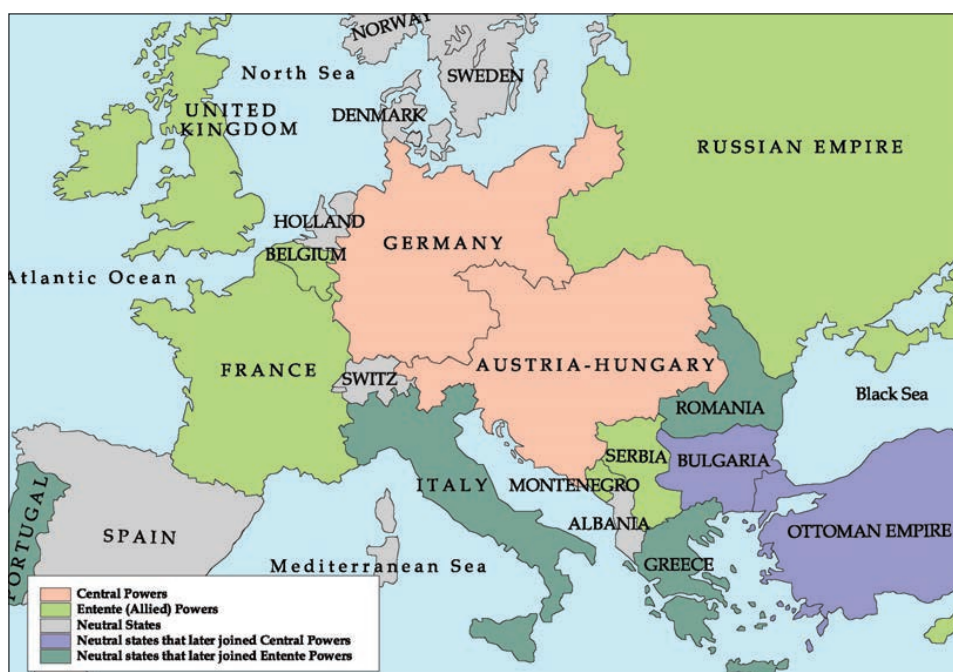 NORWAY
North Sea
SWEDEN
DENMARK
UNITED
KINGDOM
RUSSIAN EMPIRE
HOLLAND
GERMANY
BELGIUM
Atlantic Ocean
FRANCE
SWITZ
AUSTRIA-HUNGARY
Black Sea
ROMANIA
SERBIA
BULGARIA
ITALY
MONTENEGRO
PORTUGAL
SPAIN
ALBANIA
OTTOMAN EMPIRE
Mediterranean Sea
GREECE
Central Powers
Entente (Allied) Powers
Neutral States
Neutral states that later joined Central Powers
Neutral states that later joined Entente Powers